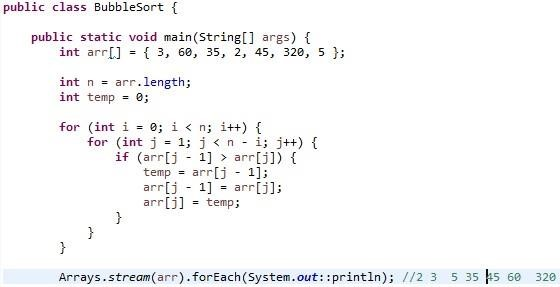 public class BubbleSort {
public static void main(String[] args) {
int arr[] = { 3, 60, 35, 2, 45, 320, 5 };
int n = arr.length;
int temp = 0;
for (int i = 0; i < n; i++) {
for (int j = 1; j < n - i; j++) {
if (arr[j - 1] > arr[j]) {
temp = arr[j - 1];
arr[j - 1] = arr[j];
arr[j] = temp;
}
}
}
Arrays.stream(arr).forEach(System.out::println); //2 3  5 35 45 60  320